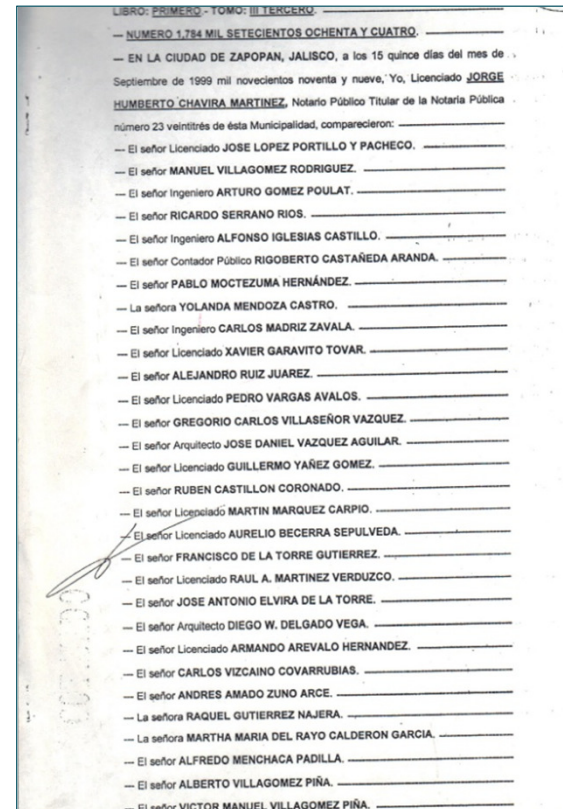 LIBRO: PRIMERO - TOMO: III TERCERO.
— NUMERO 1,784 MIL SETECIENTOS OCHENTA Y CUATRO.
— EN LA CIUDAD DE ZAPOPAN, JALISCO, a los 15 quince días del mes de
Septiembre de 1999 mil novecientos noventa y nueve, Yo, Licenciado JORGE
HUMBERTO CHAVIRA MARTINEZ, Notario Público Titular de la Notaría Pública
número 23 veintitrés de ésta Municipalidad, comparecieron:
— El señor Licenciado JOSE LOPEZ PORTILLO Y PACHECO.
— El señor MANUEL VILLAGOMEZ RODRIGUEZ.
— El señor Ingeniero ARTURO GOMEZ POULAT.
— El señor RICARDO SERRANO RIOS.
— El señor Ingeniero ALFONSO IGLESIAS CASTILLO.
— El señor Contador Público RIGOBERTO CASTAÑEDA ARANDA.
— El señor PABLO MOCTEZUMA HERNÁNDEZ.
— La señora YOLANDA MENDOZA CASTRO.
— El señor Ingeniero CARLOS MADRIZ ZAVALA.
— El señor Licenciado XAVIER GARAVITO TOVAR.
— El señor ALEJANDRO RUIZ JUAREZ.
— El señor Licenciado PEDRO VARGAS AVALOS.
— El señor GREGORIO CARLOS VILLASEÑOR VAZQUEZ.
— El señor Arquitecto JOSE DANIEL VAZQUEZ AGUILAR.
— El señor Licenciado GUILLERMO YAÑEZ GOMEZ.
— El señor RUBEN CASTILLON CORONADO.
— El señor Licenciado MARTIN MARQUEZ CARPIO.
— El señor Licenciado AURELIO BECERRA SEPULVEDA.
— El señor FRANCISCO DE LA TORRE GUTIERREZ.
— El señor Licenciado RAUL A. MARTINEZ VERDUZCO.
— El señor JOSE ANTONIO ELVIRA DE LA TORRE.
— El señor Arquitecto DIEGO W. DELGADO VEGA.
— El señor Licenciado ARMANDO AREVALO HERNANDEZ.
— El señor CARLOS VIZCAINO COVARRUBIAS.
— El señor ANDRES AMADO ZUNO ARCE.
— La señora RAQUEL GUTIERREZ NAJERA.
— La señora MARTHA MARIA DEL RAYO CALDERON GARCIA.
— El señor ALFREDO MENCHACA PADILLA.
— El señor ALBERTO VILLAGOMEZ PIÑA.
— El señor VICTOR MANUEL VILLAGOMEZ PIÑA.